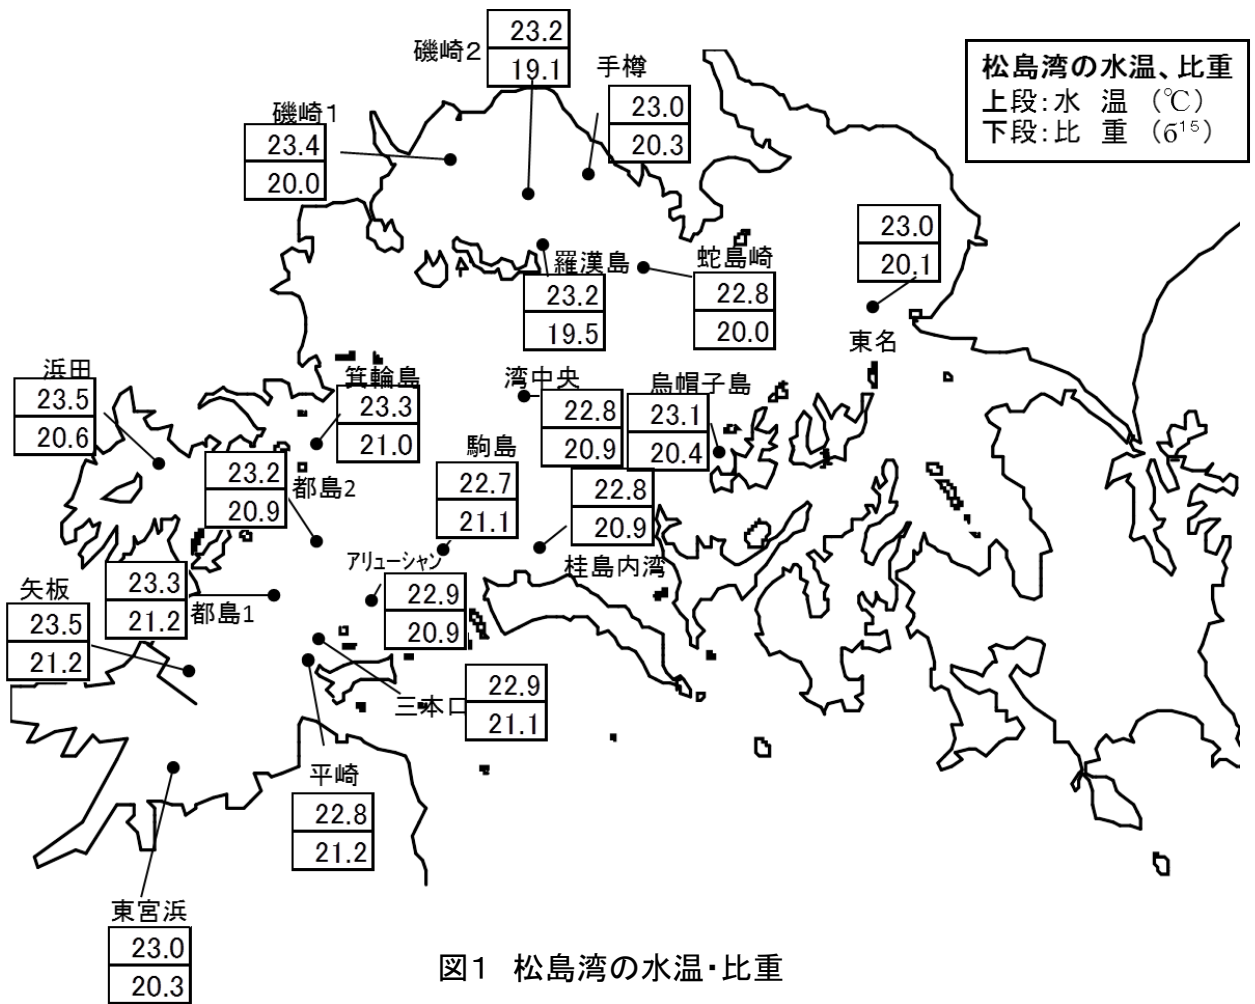 松島湾の水温、比重
上段:水 温 (℃)
下段:比 重 (б¹⁵)
磯崎2
23.2
19.1
手樽
23.0
20.3
磯崎1
23.4
20.0
23.0
20.1
東名
羅漢島
23.2
19.5
蛇島崎
22.8
20.0
浜田
23.5
20.6
箕輪島
23.3
21.0
湾中央
22.8
20.9
烏帽子島
23.1
20.4
23.2
20.9
都島2
駒島
22.7
21.1
22.8
20.9
桂島内湾
矢板
23.5
21.2
23.3
21.2
都島1
アリューシャン
22.9
20.9
三本口
22.9
21.1
平崎
22.8
21.2
東宮浜
23.0
20.3
図1 松島湾の水温・比重